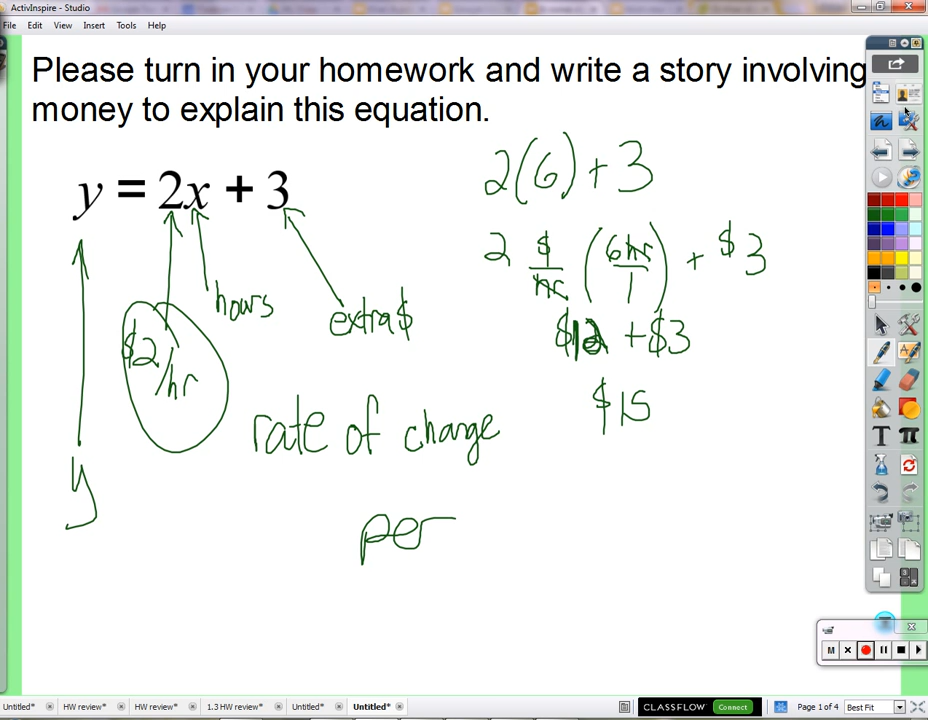 ActivInspire - Studio
File Edit View Insert Tools Help
Please turn in your homework and write a story involving
money to explain this equation.
y = 2x + 3
2(6) + 3
2 $/hr (6hr/1) + $3
hours
extra$
$12 + $3
$2/hr
$15
rate of change
y
per
M
Untitled* HW review* HW review* 1.3 HW review* Untitled* Untitled*
CLASSFLOW Connect
Page 1 of 4
Best Fit